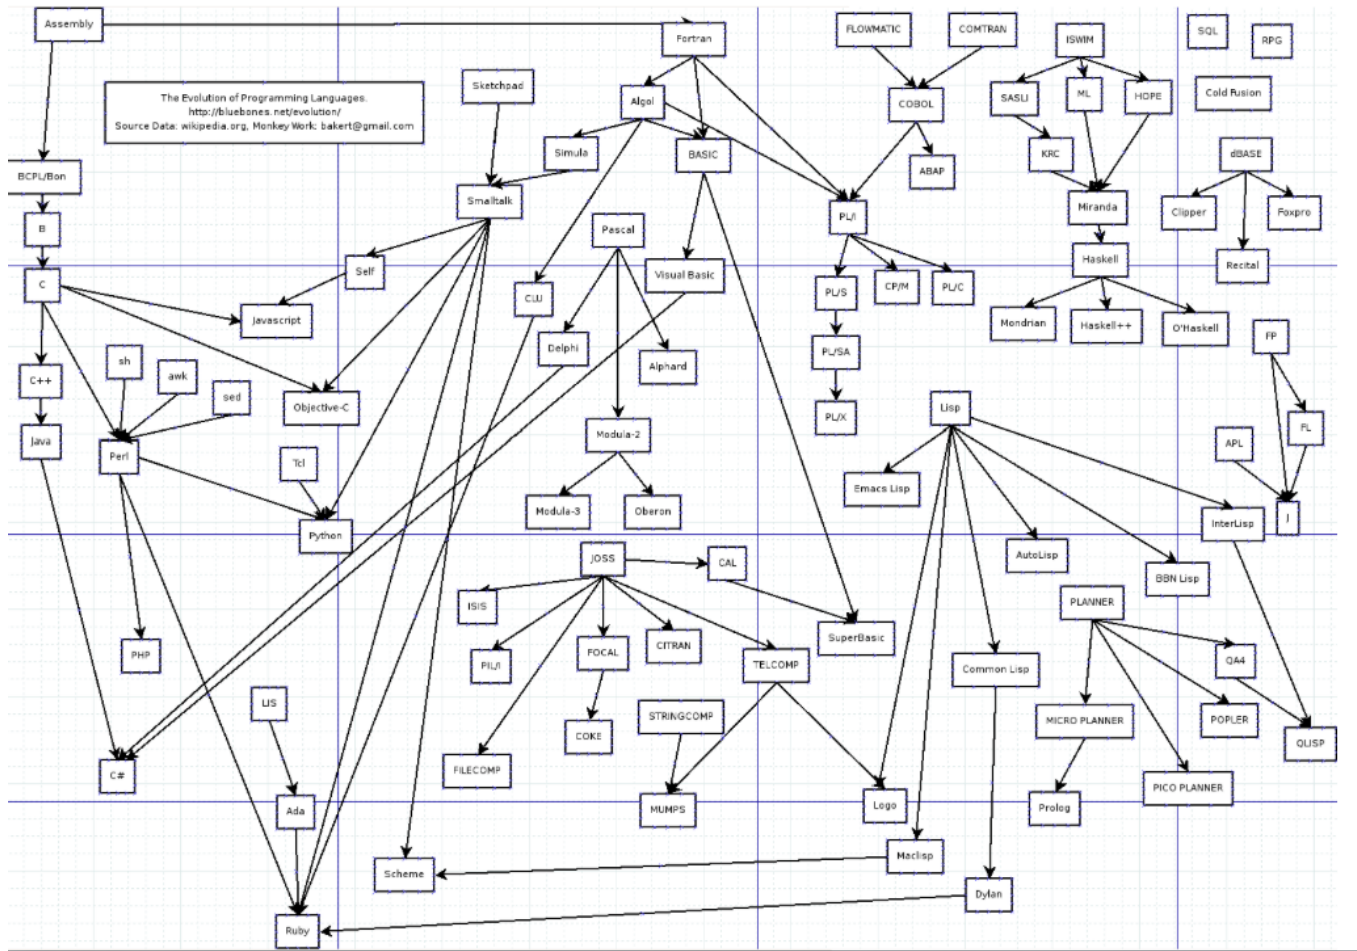 Assembly
Fortran
FLOWMATIC
COMTRAN
ISWIM
SQL
RPG
Sketchpad
The Evolution of Programming Languages.
http://bluebones.net/evolution/
Source Data: wikipedia.org, Monkey Work: bakert@gmail.com
Algol
COBOL
SASLI
ML
HOPE
Cold Fusion
Simula
BASIC
ABAP
KRC
dBASE
BCPL/Bon
Smalltalk
PL/I
Miranda
Clipper
Foxpro
B
Pascal
Self
Visual Basic
Haskell
Recital
C
CLU
PL/S
CP/M
PL/C
Javascript
Mondrian
Haskell++
O'Haskell
FP
Delphi
Alphard
PL/SA
sh
awk
sed
C++
Objective-C
PL/X
Lisp
Java
Perl
Modula-2
APL
FL
Tcl
Emacs Lisp
Python
Modula-3
Oberon
InterLisp
J
JOSS
CAL
AutoLisp
BBN Lisp
ISIS
PLANNER
PHP
PIL/I
FOCAL
CITRAN
TELCOMP
SuperBasic
Common Lisp
QA4
LIS
STRINGCOMP
MICRO PLANNER
POPLER
COKE
QLISP
C#
FILECOMP
PICO PLANNER
Ada
MUMPS
Logo
Prolog
Scheme
Maclisp
Dylan
Ruby